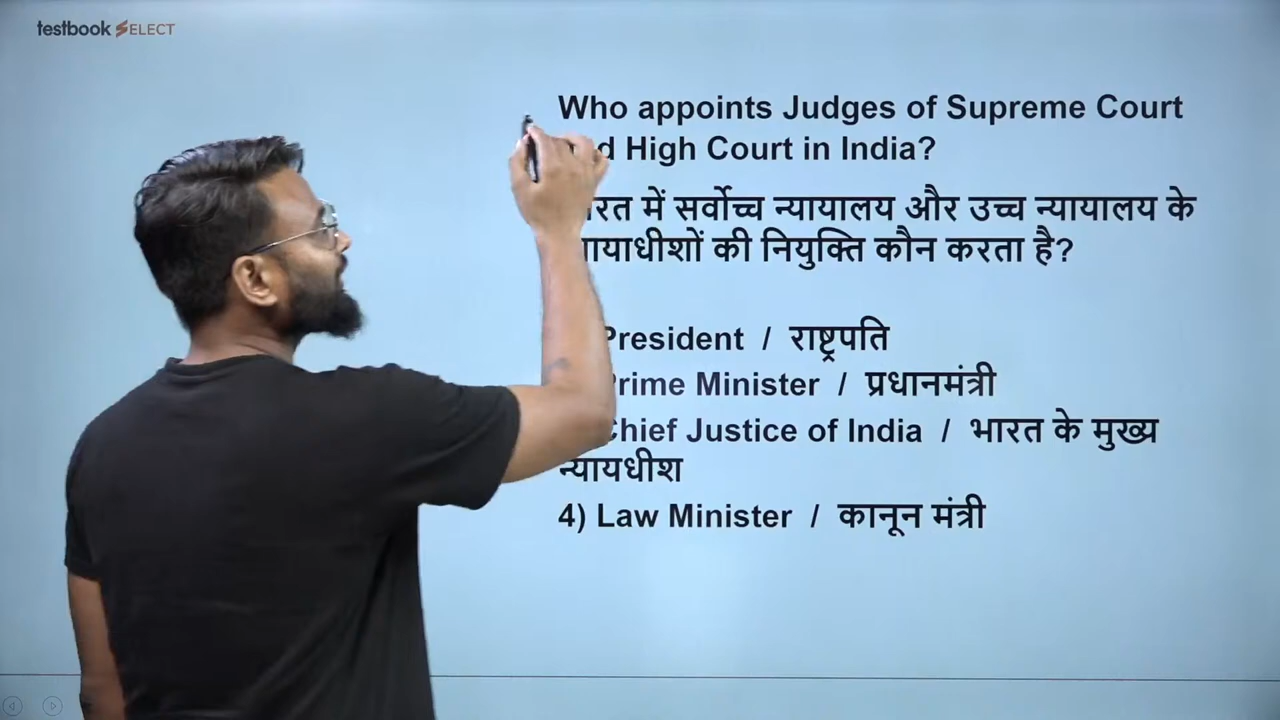 testbook SELECT
Who appoints Judges of Supreme Court
High Court in India?
में सर्वोच्च न्यायालय और उच्च न्यायालय के
की नियुक्ति कौन करता है?
President / राष्ट्रपति
Prime Minister / प्रधानमंत्री
Chief Justice of India / भारत के मुख्य
न्यायधीश
4) Law Minister / कानून मंत्री